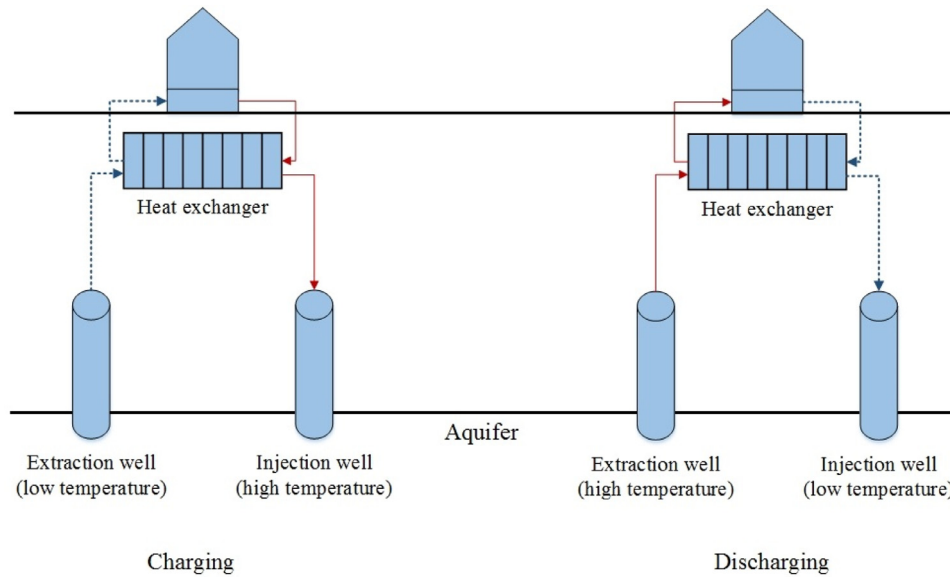 Heat exchanger
Heat exchanger
Aquifer
Extraction well
(low temperature)
Injection well
(high temperature)
Extraction well
(high temperature)
Injection well
(low temperature)
Charging
Discharging